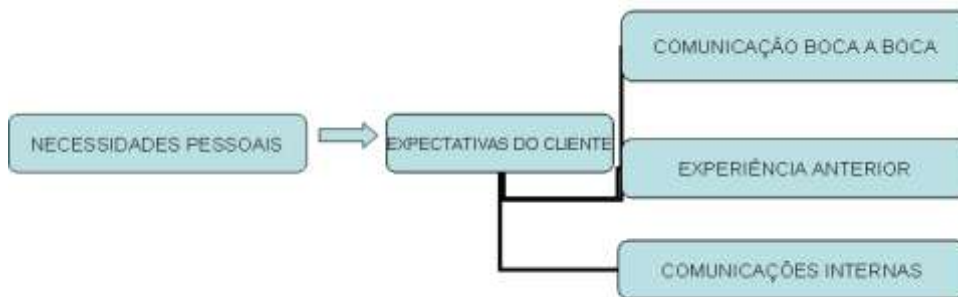 COMUNICAÇÃO BOCA A BOCA
NECESSIDADES PESSOAIS
EXPECTATIVAS DO CLIENTE
EXPERIÊNCIA ANTERIOR
COMUNICAÇÕES INTERNAS